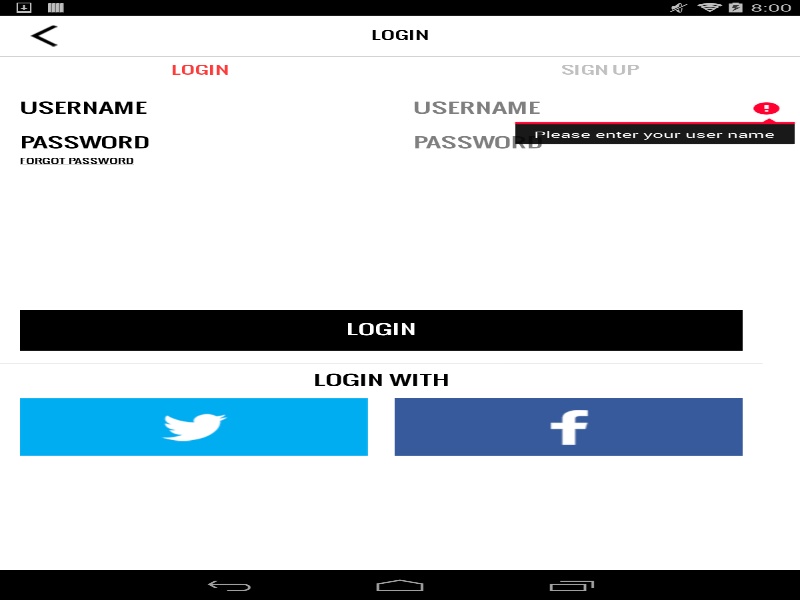 8:00
LOGIN
LOGIN SIGN UP
USERNAME USERNAME
PASSWORD PASSWORD
Please enter your user name
FORGOT PASSWORD
LOGIN
LOGIN WITH